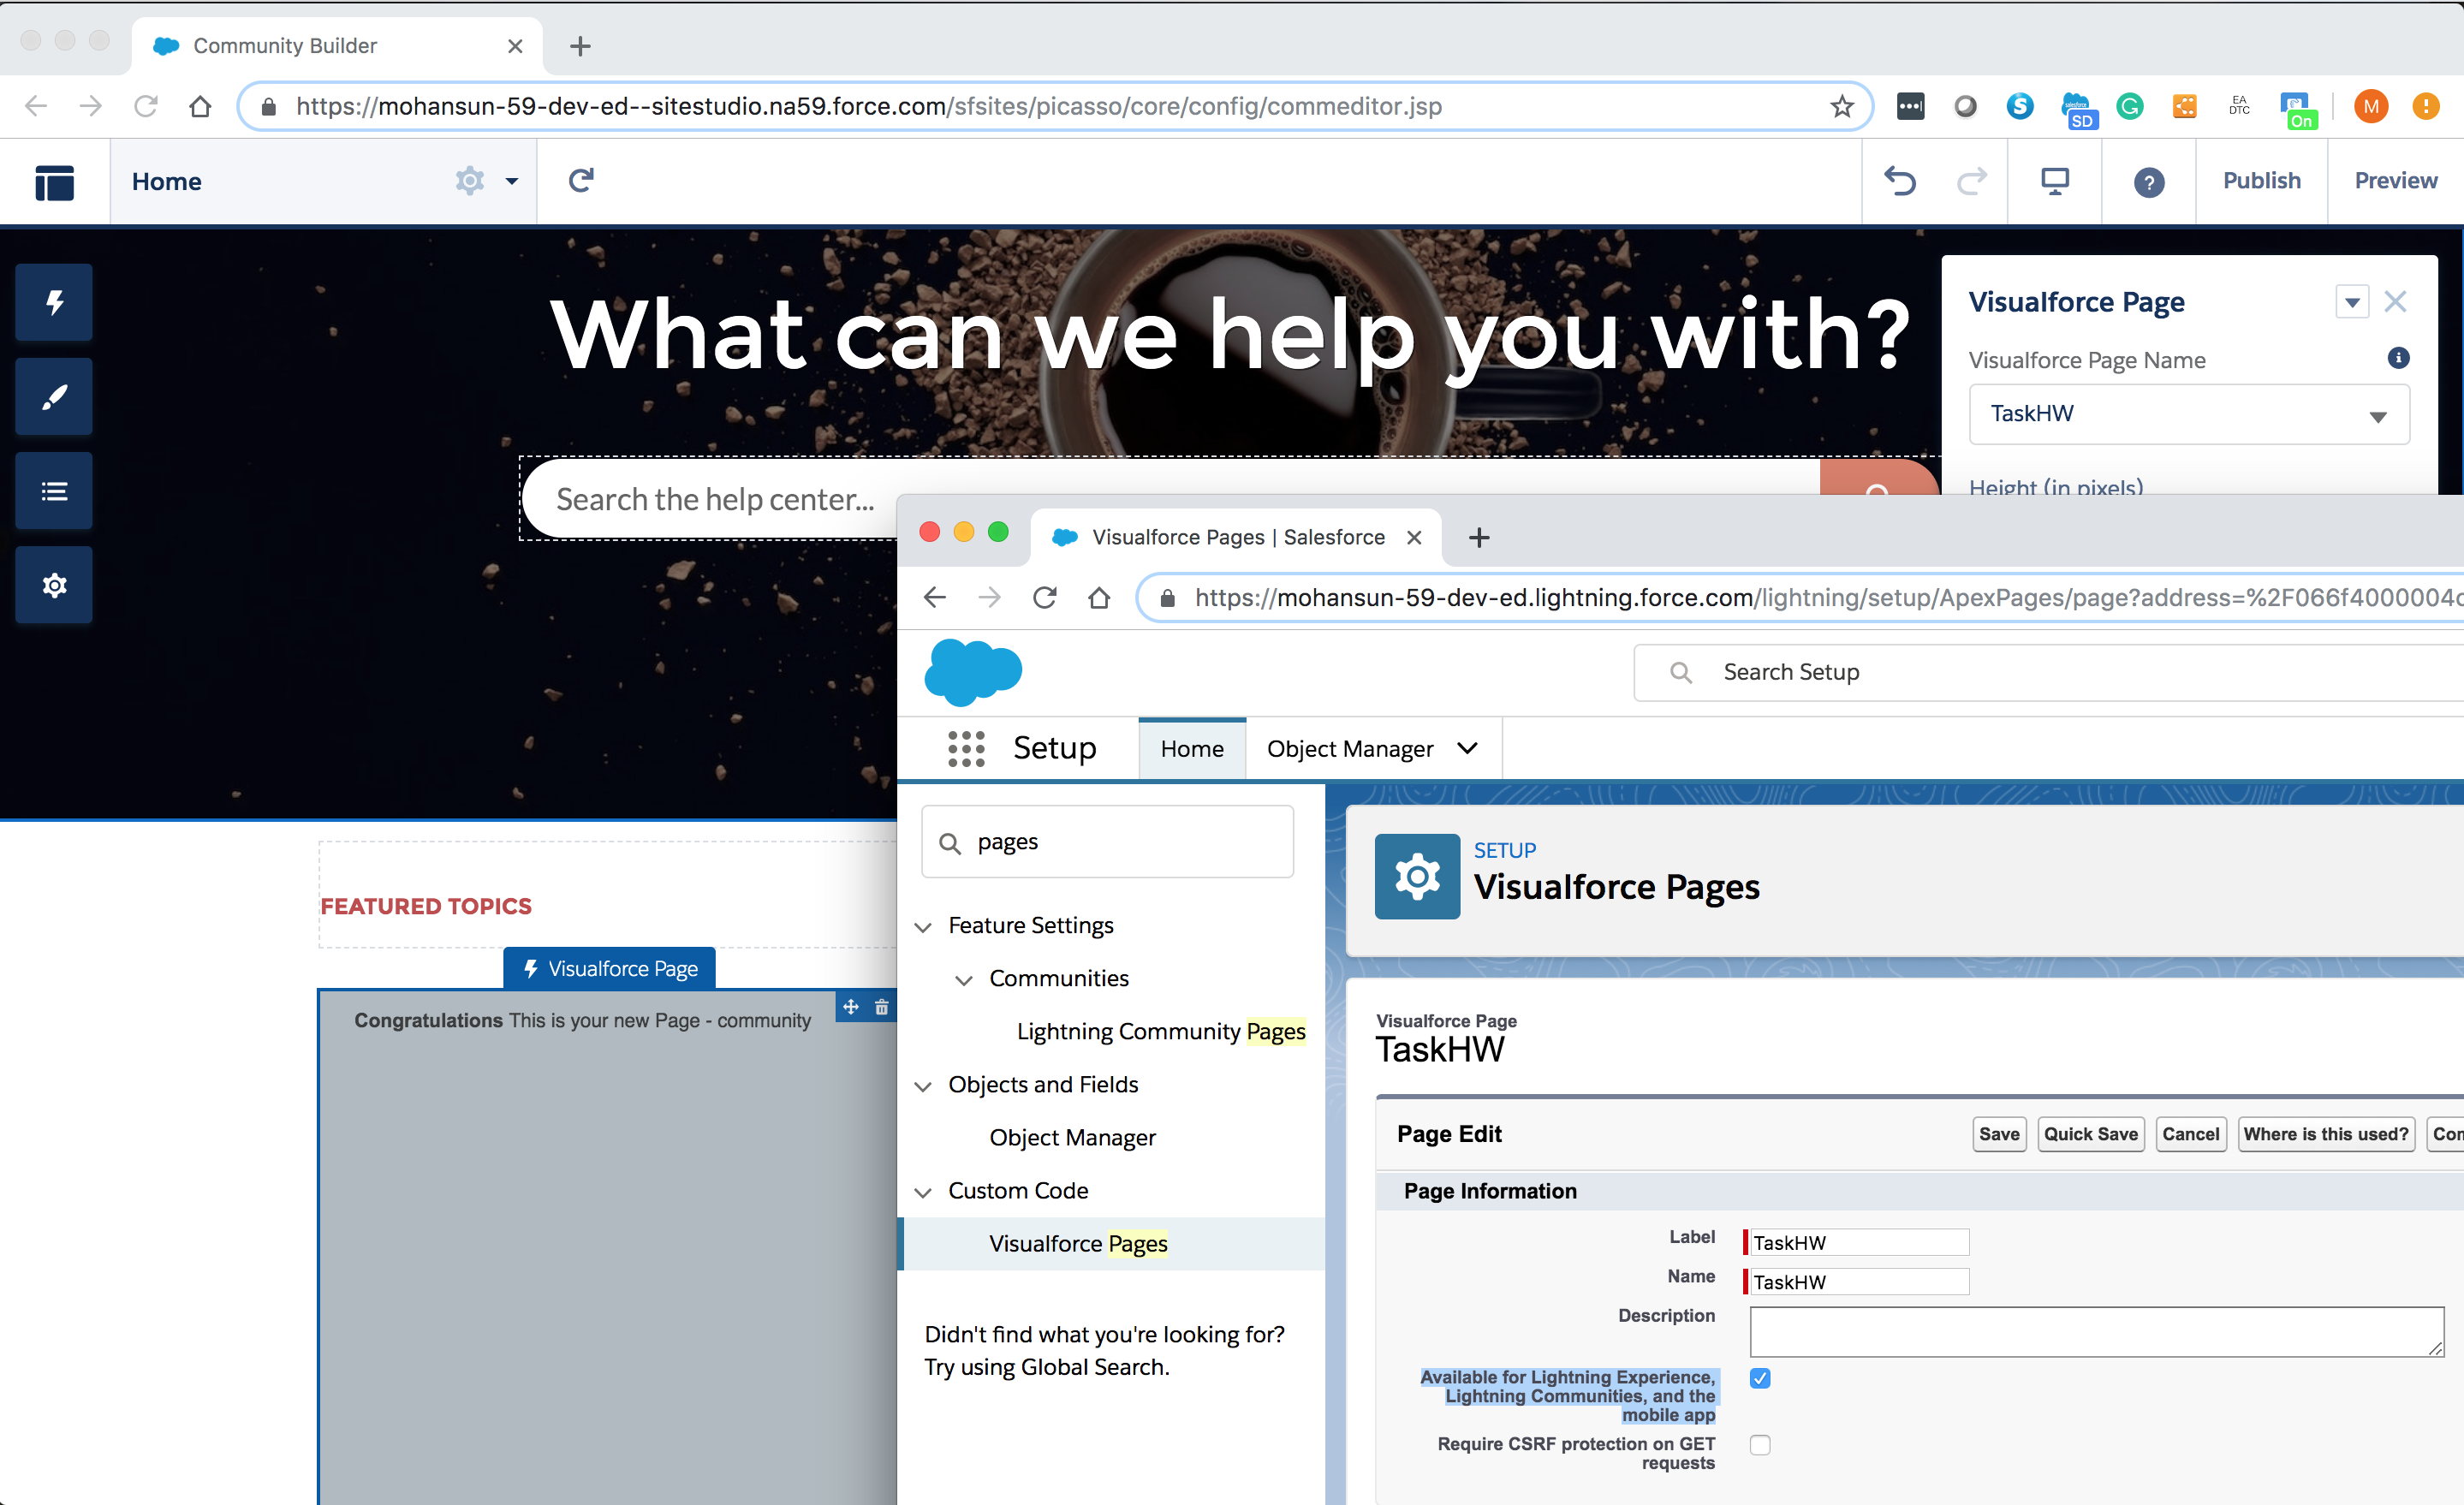 Community Builder
https://mohansun-59-dev-ed--sitestudio.na59.force.com/sfsites/picasso/core/config/commeditor.jsp
SD
EA
DTC
On
M
Home
Publish
Preview
What can we help you with?
Search the help center...
Visualforce Page
Visualforce Page Name
TaskHW
Height (in pixels)
FEATURED TOPICS
Visualforce Page
Congratulations This is your new Page - community
Visualforce Pages | Salesforce
https://mohansun-59-dev-ed.lightning.force.com/lightning/setup/ApexPages/page?address=%2F066f4000004c
Search Setup
Setup
Home
Object Manager
pages
Feature Settings
Communities
Lightning Community Pages
Objects and Fields
Object Manager
Custom Code
Visualforce Pages
Didn't find what you're looking for?
Try using Global Search.
SETUP
Visualforce Pages
Visualforce Page
TaskHW
Page Edit
Save
Quick Save
Cancel
Where is this used?
Com
Page Information
Label
TaskHW
Name
TaskHW
Description
Available for Lightning Experience,
Lightning Communities, and the
mobile app
Require CSRF protection on GET
requests